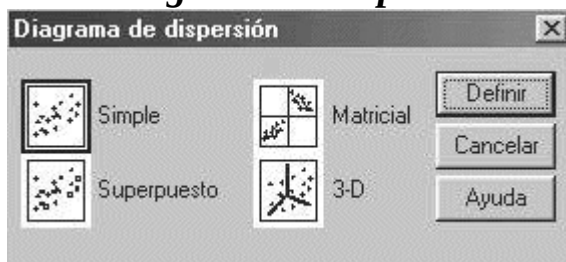 Diagrama de dispersión
Simple
Matricial
Definir
Cancelar
Superpuesto
3-D
Ayuda